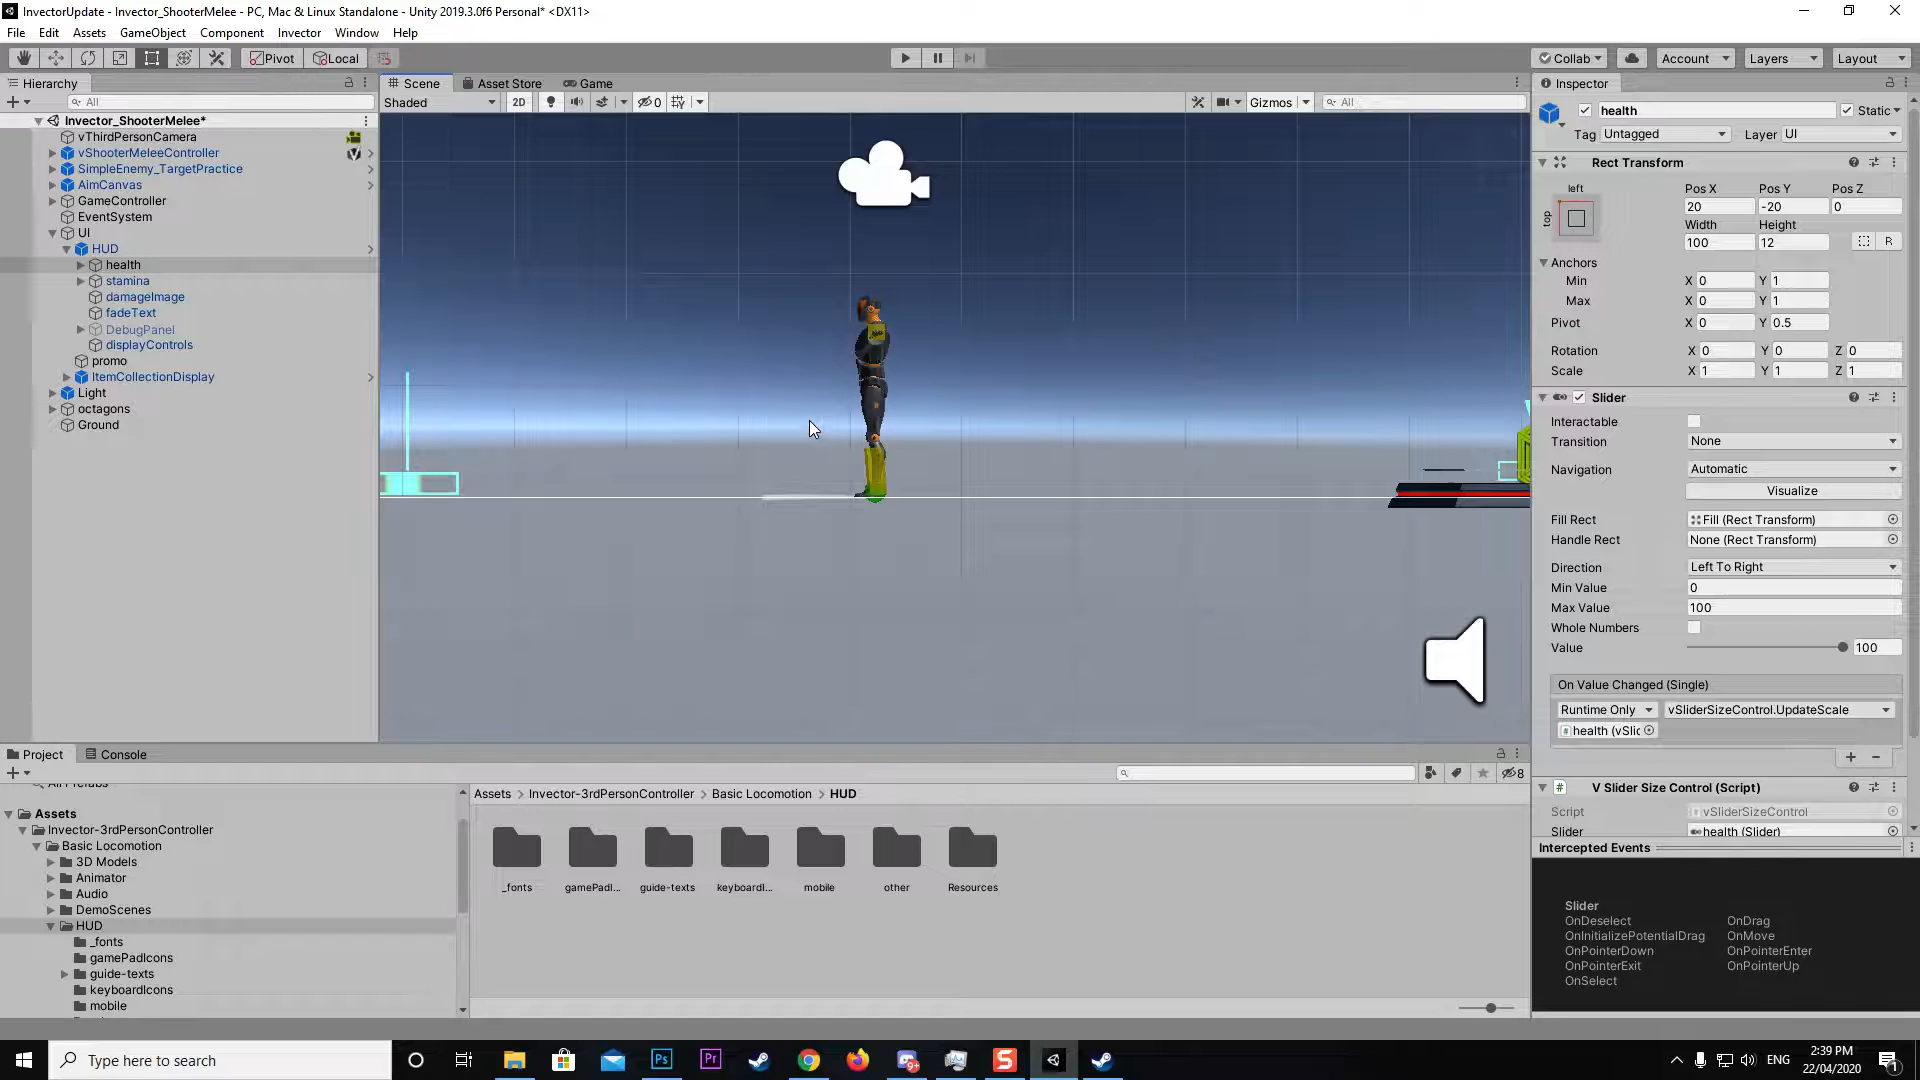 InvectorUpdate - Invector_ShooterMelee - PC, Mac & Linux Standalone - Unity 2019.3.0f6 Personal* <DX11>
File Edit Assets GameObject Component Invector Window Help
Pivot Local Collab Account Layers Layout
Hierarchy Scene Asset Store Game Inspector
All Shaded 2D 0 Gizmos All
Invector_ShooterMelee*
vThirdPersonCamera
vShooterMeleeController
SimpleEnemy_TargetPractice
AimCanvas
GameController
EventSystem
UI
HUD
health
stamina
damageImage
fadeText
DebugPanel
displayControls
promo
ItemCollectionDisplay
Light
octagons
Ground
health Static
Tag Untagged Layer UI
Rect Transform
left
top
Pos X Pos Y Pos Z
20 -20 0
Width Height
100 12
R
Anchors
Min X 0 Y 1
Max X 0 Y 1
Pivot X 0 Y 0.5
Rotation X 0 Y 0 Z 0
Scale X 1 Y 1 Z 1
Slider
Interactable
Transition None
Navigation Automatic
Visualize
Fill Rect Fill (Rect Transform)
Handle Rect None (Rect Transform)
Direction Left To Right
Min Value 0
Max Value 100
Whole Numbers
Value 100
On Value Changed (Single)
Runtime Only vSliderSizeControl.UpdateScale
health (vSlic
V Slider Size Control (Script)
Script vSliderSizeControl
Slider health (Slider)
Intercepted Events
Slider
OnDeselect OnDrag
OnInitializePotentialDrag OnMove
OnPointerDown OnPointerEnter
OnPointerExit OnPointerUp
OnSelect
Project Console
8
All Prefabs
Assets
Invector-3rdPersonController
Basic Locomotion
3D Models
Animator
Audio
DemoScenes
HUD
_fonts
gamePadIcons
guide-texts
keyboardIcons
mobile
Assets > Invector-3rdPersonController > Basic Locomotion > HUD
_fonts gamePadI... guide-texts keyboardI... mobile other Resources
Type here to search
Ps Pr 9+ S
ENG
2:39 PM
22/04/2020
1